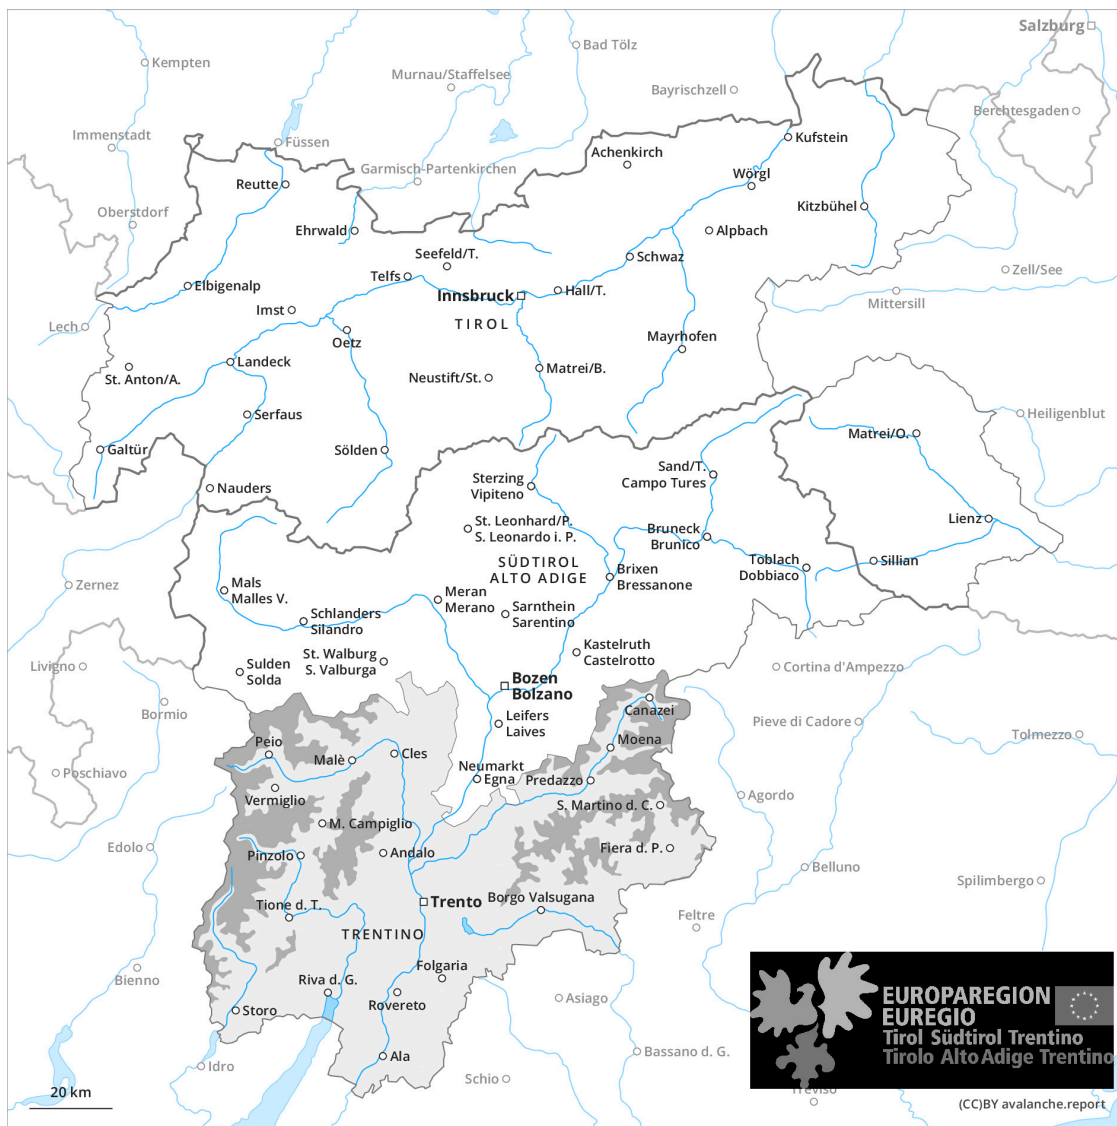 Salzburg
Kempten
Bad Tölz
Murnau/Staffelsee
Bayrischzell
Berchtesgaden
Immenstadt
Füssen
Kufstein
Achenkirch
Garmisch-Partenkirchen
Wörgl
Reutte
Oberstdorf
Kitzbühel
Ehrwald
Alpbach
Seefeld/T.
Schwaz
Zell/See
Telfs
Elbigenalp
Innsbruck
Hall/T.
Mittersill
Imst
Lech
TIROL
Oetz
Mayrhofen
Landeck
Matrei/B.
St. Anton/A.
Neustift/St.
Serfaus
Heiligenblut
Matrei/O.
Galtür
Sölden
Sand/T.
Campo Tures
Sterzing
Vipiteno
Nauders
Lienz
St. Leonhard/P.
S. Leonardo i. P.
Bruneck
Brunico
SÜDTIROL
ALTO ADIGE
Toblach
Dobbiaco
Sillian
Brixen
Bressanone
Zernez
Mals
Malles V.
Meran
Merano
Schlanders
Silandro
Sarnthein
Sarentino
Kastelruth
Castelrotto
St. Walburg
S. Valburga
Livigno
Sulden
Solda
Cortina d'Ampezzo
Bozen
Bolzano
Bormio
Canazei
Leifers
Laives
Pieve di Cadore
Tolmezzo
Peio
Moena
Malè
Cles
Poschiavo
Neumarkt
Egna
Predazzo
Vermiglio
S. Martino d. C.
Agordo
M. Campiglio
Edolo
Pinzolo
Andalo
Fiera d. P.
Belluno
Spilimbergo
Tione d. T.
Trento
Borgo Valsugana
Feltre
TRENTINO
Bienno
Folgaria
Riva d. G.
Rovereto
Storo
Asiago
EUROPAREGION
EUREGIO
Tirol Südtirol Trentino
Tirolo Alto Adige Trentino
Ala
Idro
Bassano d. G.
Schio
Treviso
20 km
(CC)BY avalanche.report